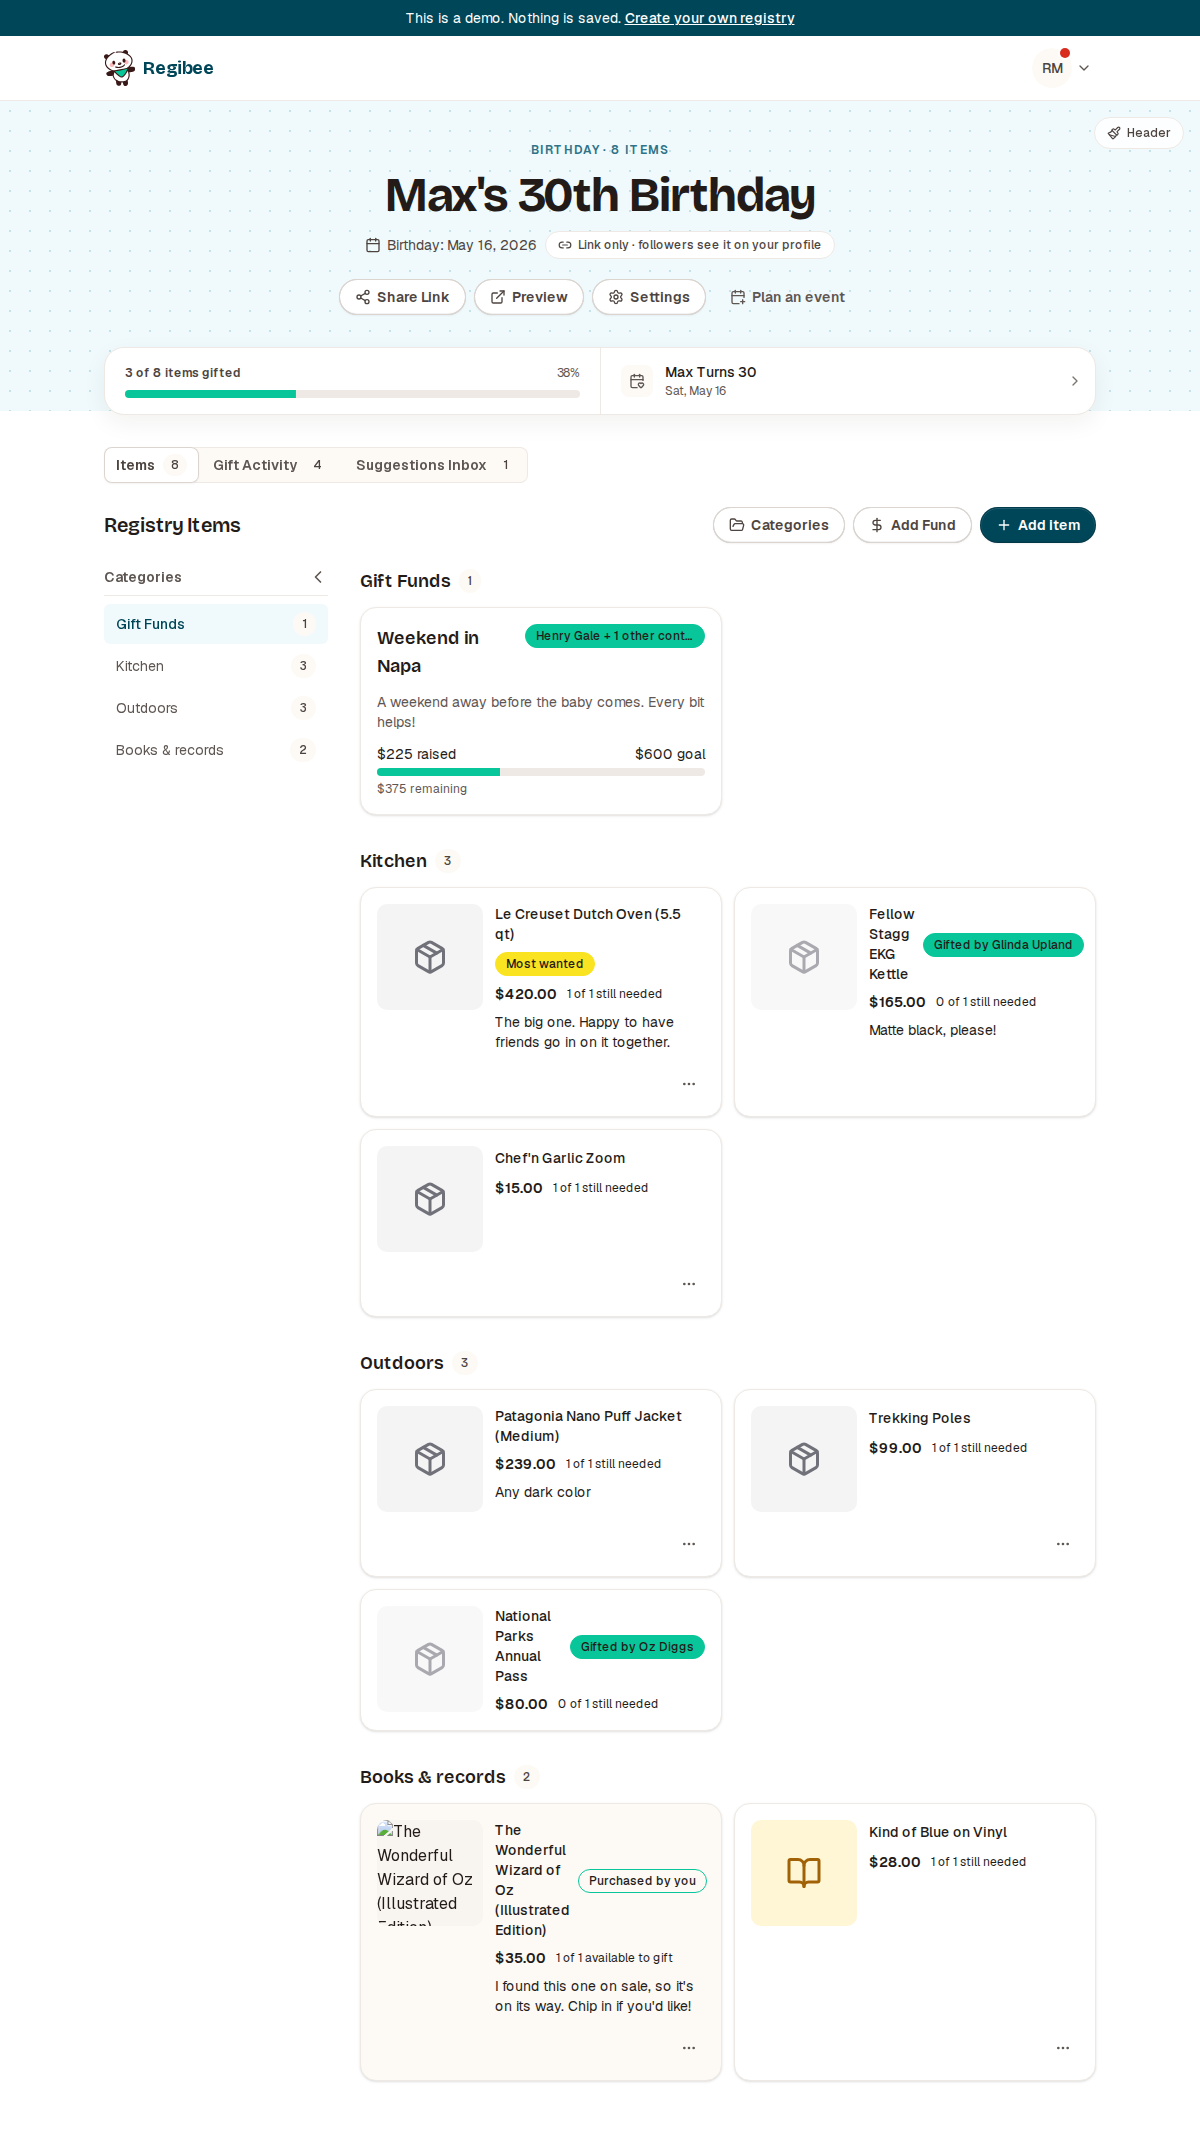 This is a demo. Nothing is saved. Create your own registry
Regibee
RM
Header
BIRTHDAY · 8 ITEMS
Max's 30th Birthday
Birthday: May 16, 2026
Link only · followers see it on your profile
Share Link
Preview
Settings
Plan an event
3 of 8 items gifted
38%
Max Turns 30
Sat, May 16
Items 8
Gift Activity 4
Suggestions Inbox 1
Registry Items
Categories
Add Fund
Add Item
Categories
Gift Funds 1
Kitchen 3
Outdoors 3
Books & records 2
Gift Funds 1
Weekend in
Napa
Henry Gale + 1 other cont...
A weekend away before the baby comes. Every bit
helps!
$225 raised
$600 goal
$375 remaining
Kitchen 3
Le Creuset Dutch Oven (5.5
qt)
Most wanted
$420.00 1 of 1 still needed
The big one. Happy to have
friends go in on it together.
Fellow
Stagg
EKG
Kettle
Gifted by Glinda Upland
$165.00 0 of 1 still needed
Matte black, please!
Chef'n Garlic Zoom
$15.00 1 of 1 still needed
Outdoors 3
Patagonia Nano Puff Jacket
(Medium)
$239.00 1 of 1 still needed
Any dark color
Trekking Poles
$99.00 1 of 1 still needed
National
Parks
Annual
Pass
Gifted by Oz Diggs
$80.00 0 of 1 still needed
Books & records 2
The
Wonderful
Wizard of Oz
(Illustrated
Edition)
The
Wonderful
Wizard of
Oz
(Illustrated
Edition)
Purchased by you
$35.00 1 of 1 available to gift
I found this one on sale, so it's
on its way. Chip in if you'd like!
Kind of Blue on Vinyl
$28.00 1 of 1 still needed